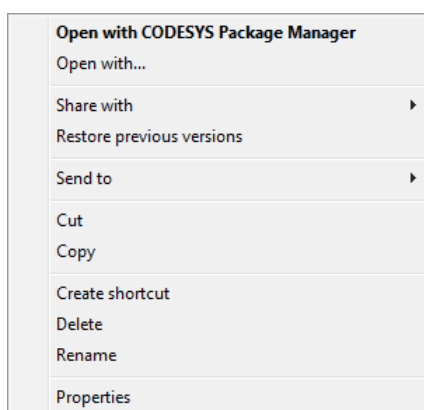 Open with CODESYS Package Manager
Open with...
Share with
Restore previous versions
Send to
Cut
Copy
Create shortcut
Delete
Rename
Properties